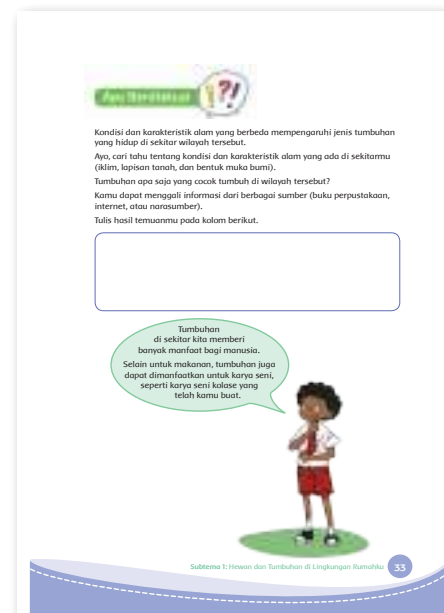 Ayo Berdiskusi
Kondisi dan karakteristik alam yang berbeda mempengaruhi jenis tumbuhan
yang hidup di sekitar wilayah tersebut.
Ayo, cari tahu tentang kondisi dan karakteristik alam yang ada di sekitarmu
(iklim, lapisan tanah, dan bentuk muka bumi).
Tumbuhan apa saja yang cocok tumbuh di wilayah tersebut?
Kamu dapat menggali informasi dari berbagai sumber (buku perpustakaan,
internet, atau narasumber).
Tulis hasil temuanmu pada kolom berikut.
Tumbuhan
di sekitar kita memberi
banyak manfaat bagi manusia.
Selain untuk makanan, tumbuhan juga
dapat dimanfaatkan untuk karya seni,
seperti karya seni kolase yang
telah kamu buat.
Subtema 1: Hewan dan Tumbuhan di Lingkungan Rumahku 33